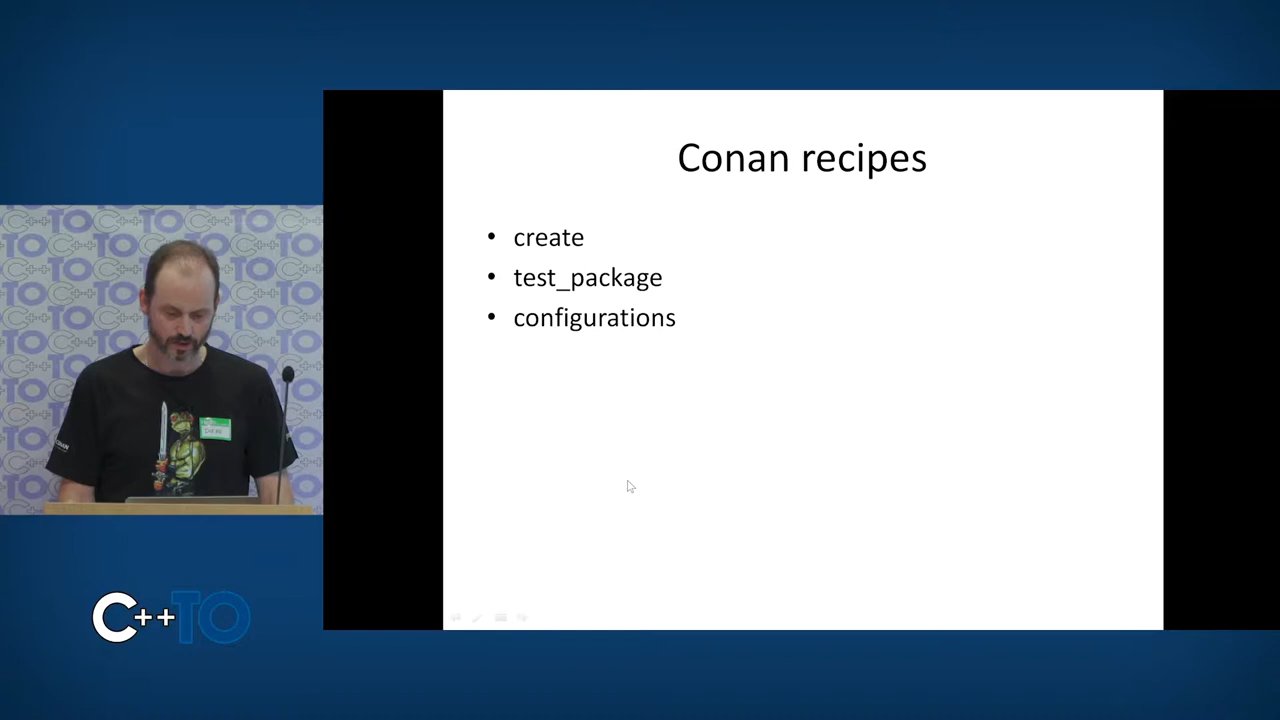 Conan recipes
• create
• test_package
• configurations
C++TO